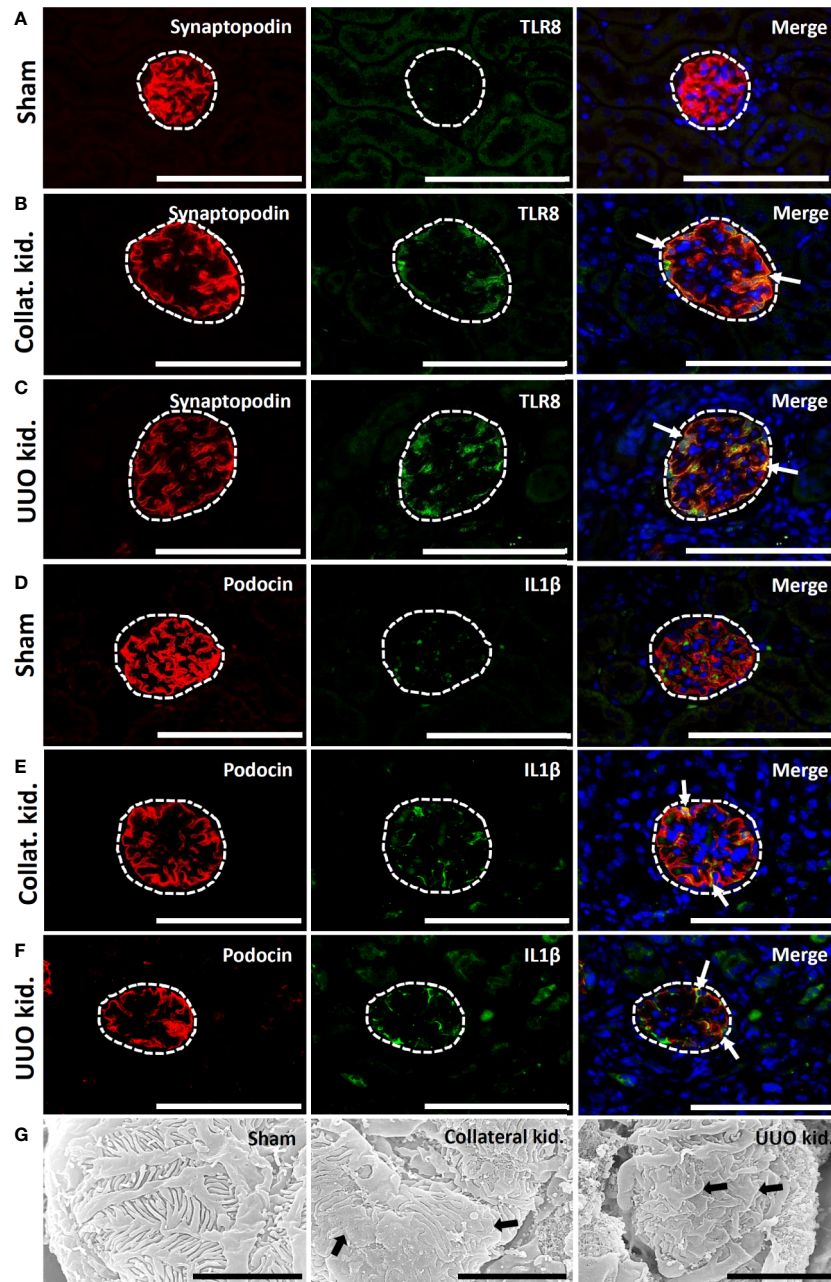 A
Sham
Synaptopodin
TLR8
Merge
B
Collat. kid.
Synaptopodin
TLR8
Merge
C
UUO kid.
Synaptopodin
TLR8
Merge
D
Sham
Podocin
IL1β
Merge
E
Collat. kid.
Podocin
IL1β
Merge
F
UUO kid.
Podocin
IL1β
Merge
G
Sham
Collateral kid.
UUO kid.